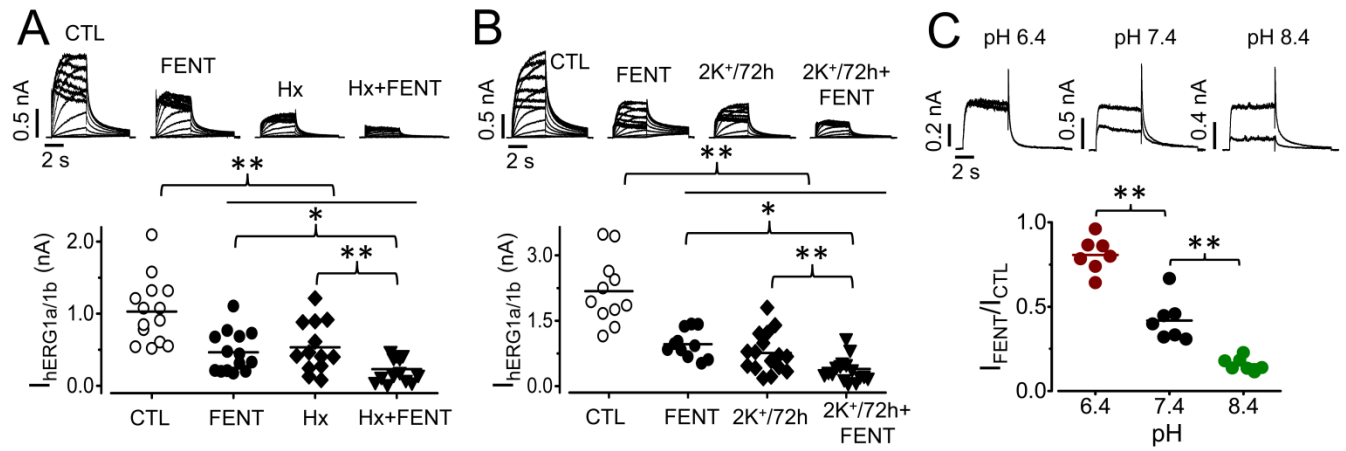 A
CTL
FENT
Hx
Hx+FENT
0.5 nA
2 s
**
*
**
I_hERG1a/1b (nA)
2.0
1.0
0.0
CTL FENT Hx Hx+FENT
B
CTL
FENT
2K⁺/72h
2K⁺/72h+
FENT
0.5 nA
2 s
**
*
**
I_hERG1a/1b (nA)
3.0
1.5
0.0
CTL FENT 2K⁺/72h 2K⁺/72h+
FENT
C
pH 6.4 pH 7.4 pH 8.4
0.2 nA
0.5 nA
0.4 nA
2 s
**
**
I_FENT/I_CTL
1.0
0.5
0.0
6.4 7.4 8.4
pH